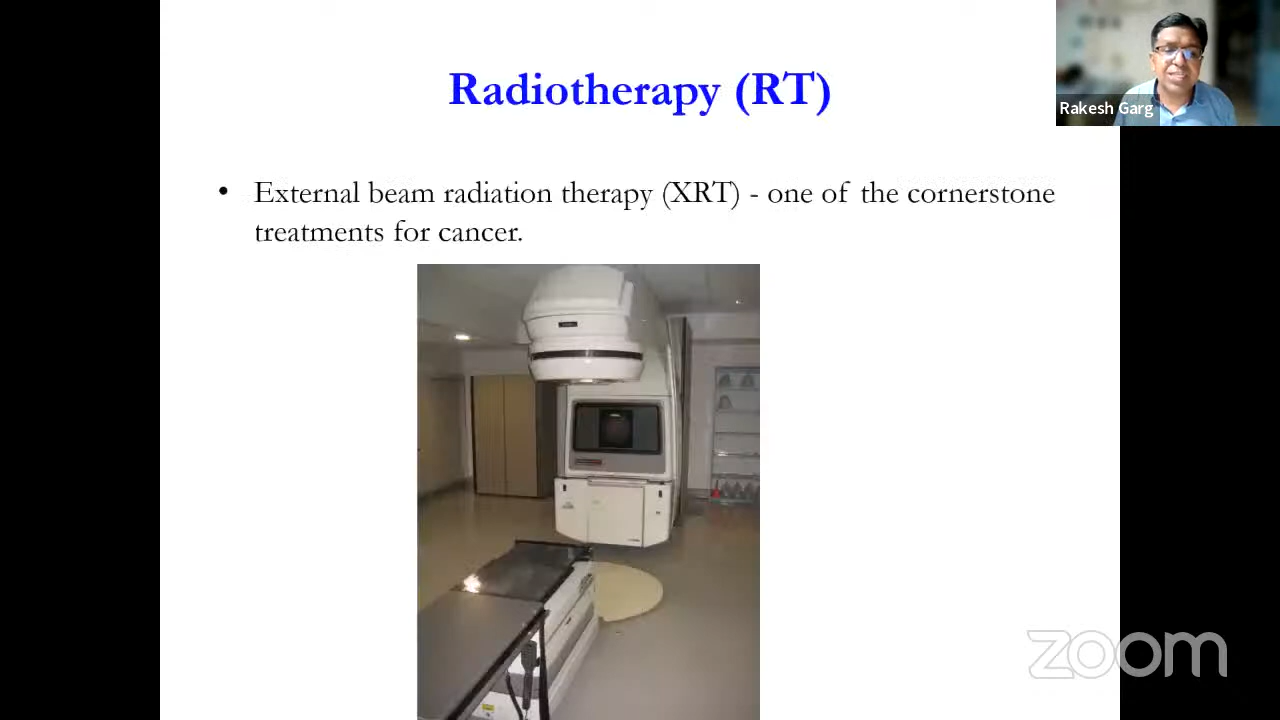 Radiotherapy (RT)
Rakesh Garg
• External beam radiation therapy (XRT) - one of the cornerstone
treatments for cancer.
zoom